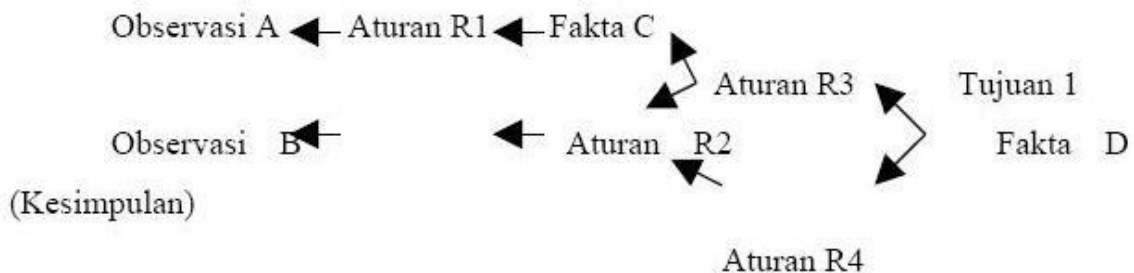 Observasi A Aturan R1 Fakta C
Aturan R3 Tujuan 1
Observasi B Aturan R2 Fakta D
(Kesimpulan)
Aturan R4